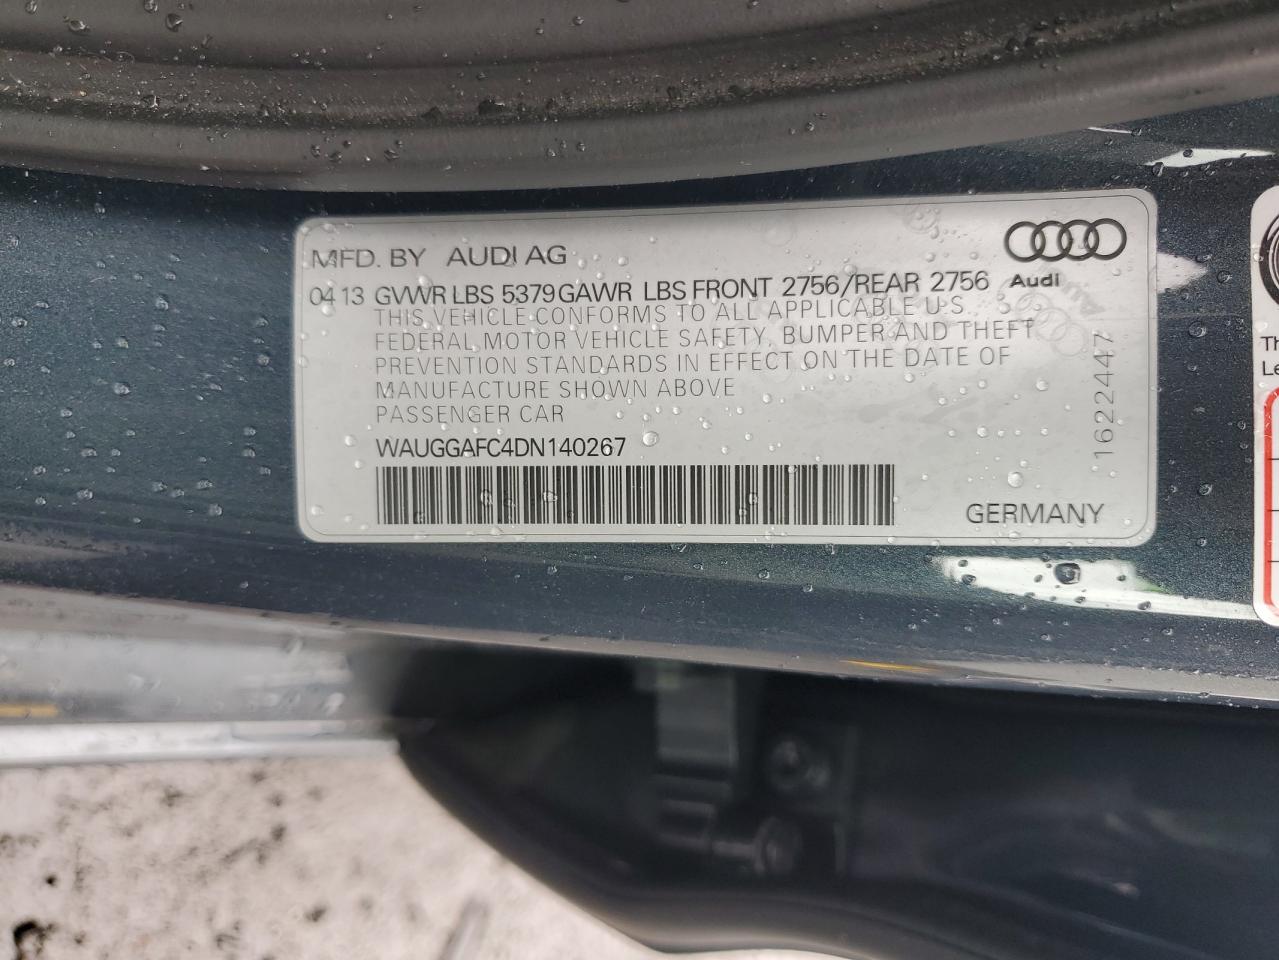 MFD. BY AUDI AG
04 13 GVWR LBS 5379 GAWR LBS FRONT 2756/REAR 2756
Audi
THIS VEHICLE CONFORMS TO ALL APPLICABLE U S
FEDERAL MOTOR VEHICLE SAFETY, BUMPER AND THEFT
PREVENTION STANDARDS IN EFFECT ON THE DATE OF
MANUFACTURE SHOWN ABOVE
PASSENGER CAR
WAUGGAFC4DN140267
GERMANY
1622447